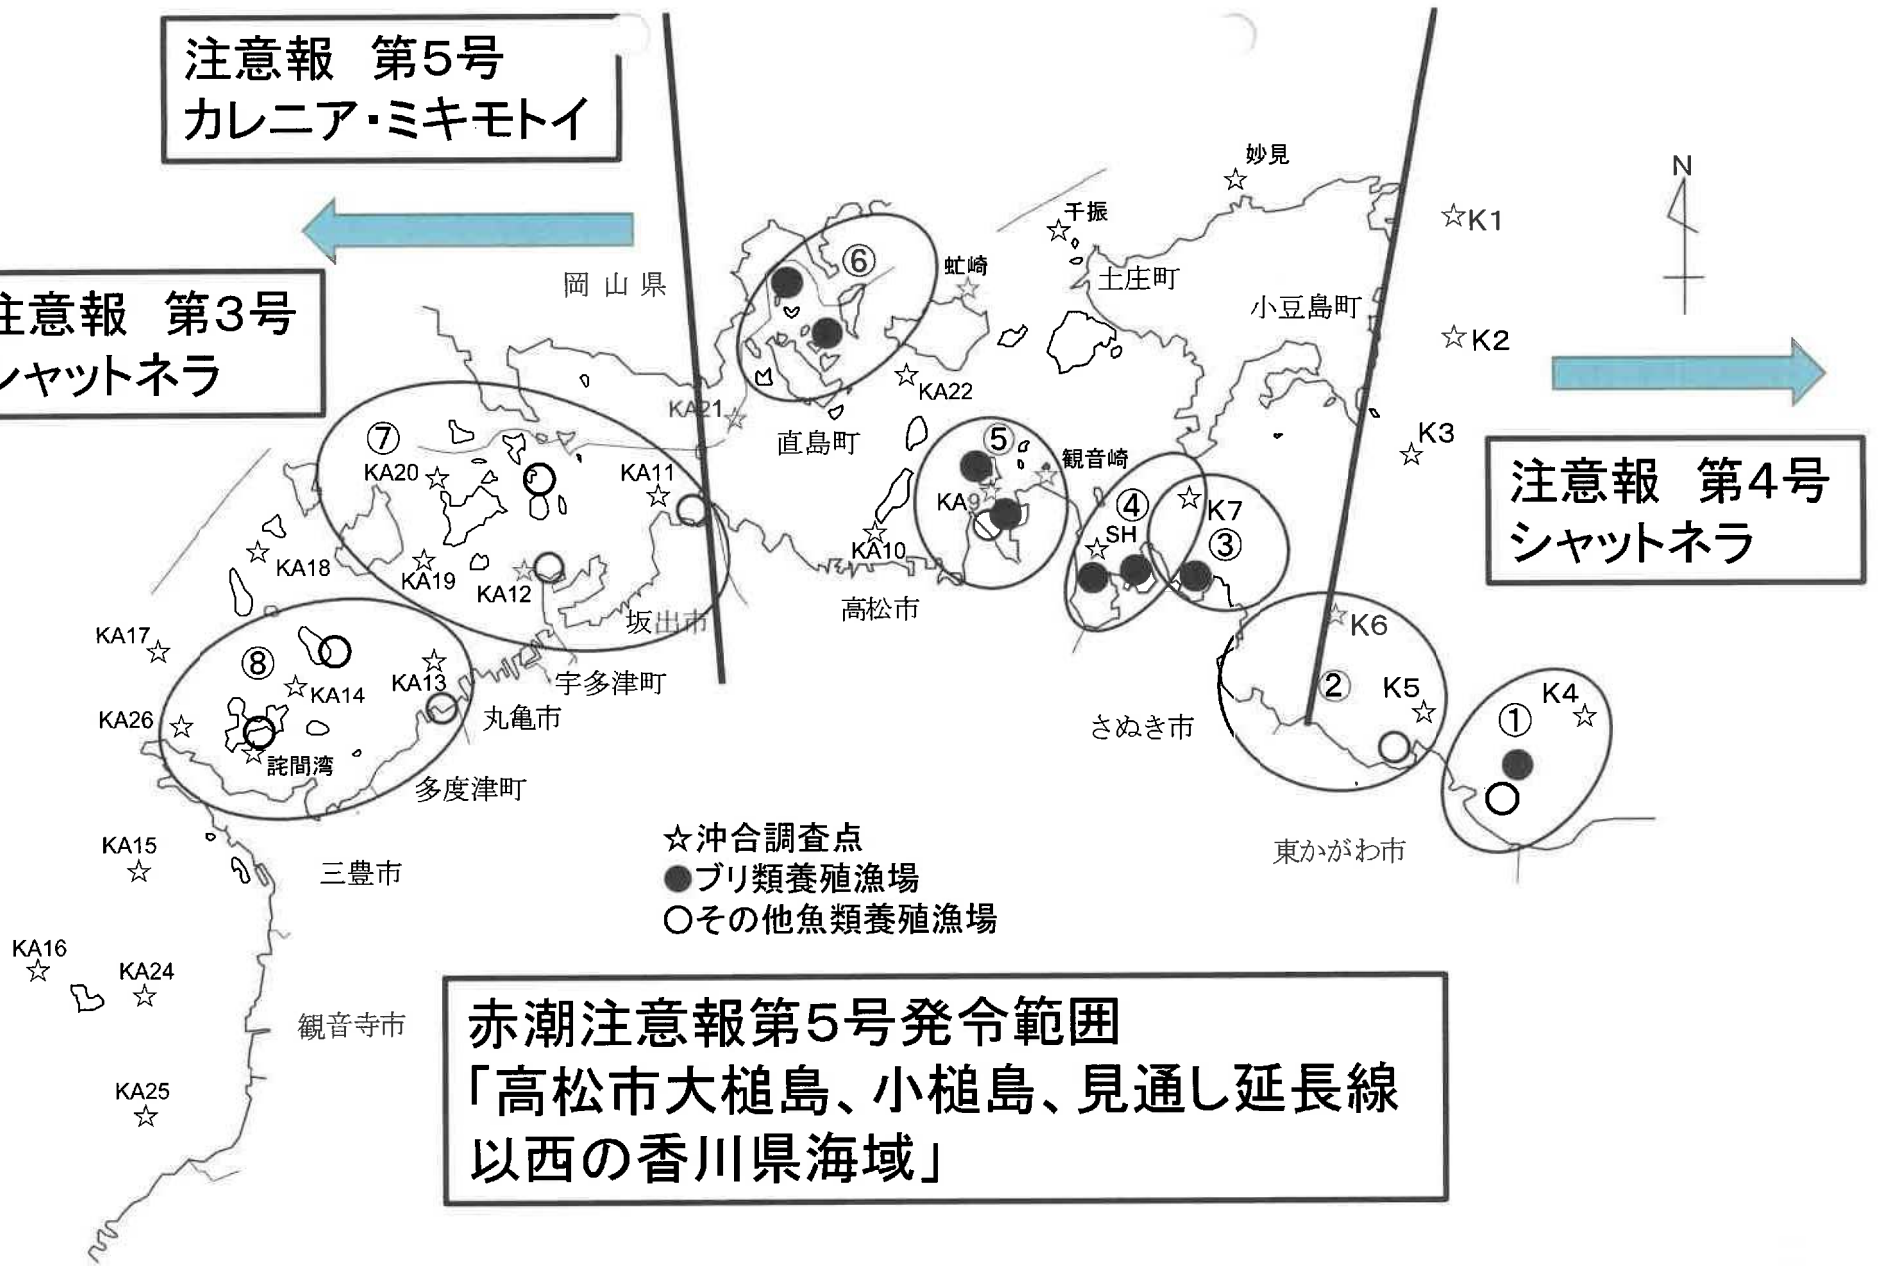 注意報　第５号
カレニア・ミキモトイ
注意報　第３号
シャットネラ
注意報　第４号
シャットネラ
N
妙見
千振
虻崎
土庄町
小豆島町
岡山県
直島町
観音崎
高松市
坂出市
宇多津町
丸亀市
多度津町
詫間湾
三豊市
観音寺市
さぬき市
東かがわ市
K1
K2
K3
K4
K5
K6
K7
SH
KA9
KA10
KA11
KA12
KA13
KA14
KA15
KA16
KA17
KA18
KA19
KA20
KA21
KA22
KA24
KA25
KA26
①
②
③
④
⑤
⑥
⑦
⑧
☆沖合調査点
●ブリ類養殖漁場
○その他魚類養殖漁場
赤潮注意報第５号発令範囲
「高松市大槌島、小槌島、見通し延長線
以西の香川県海域」